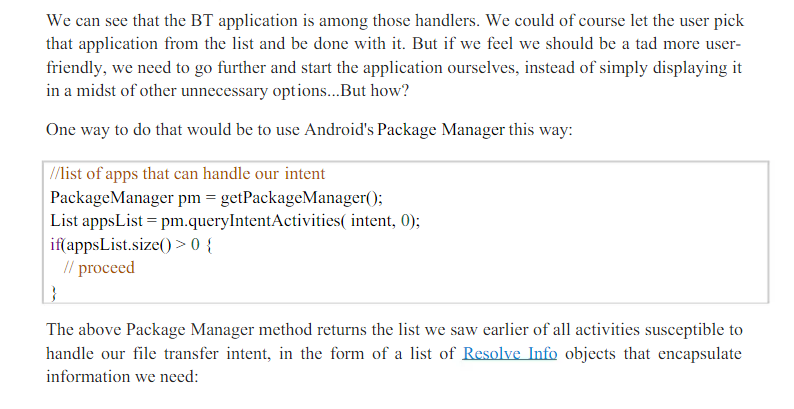 We can see that the BT application is among those handlers. We could of course let the user pick
that application from the list and be done with it. But if we feel we should be a tad more user-
friendly, we need to go further and start the application ourselves, instead of simply displaying it
in a midst of other unnecessary options...But how?
One way to do that would be to use Android's Package Manager this way:
//list of apps that can handle our intent
PackageManager pm = getPackageManager();
List appsList = pm.queryIntentActivities( intent, 0);
if(appsList.size() > 0 {
// proceed
}
The above Package Manager method returns the list we saw earlier of all activities susceptible to
handle our file transfer intent, in the form of a list of Resolve Info objects that encapsulate
information we need: